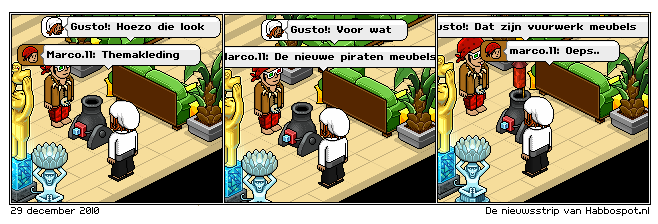 Gusto!: Hoezo die look
Marco.11: Themakleding
Gusto!: Voor wat
arco.11: De nieuwe piraten meubels
usto!: Dat zijn vuurwerk meubels
marco.11: Oeps..
29 december 2010
De nieuwsstrip van Habbospot.nl